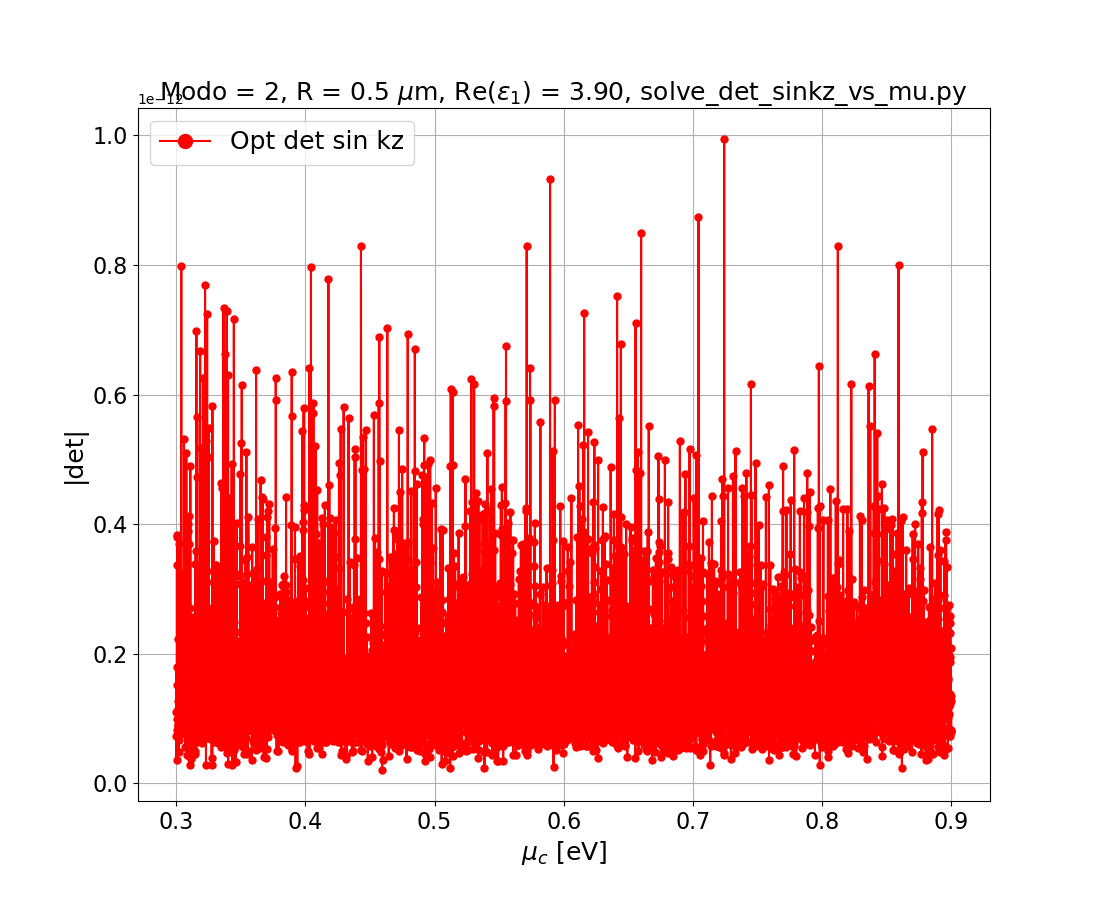 Modo = 2, R = 0.5 μm, Re(ε₁) = 3.90, solve_det_sinkz_vs_mu.py
1e−12
Opt det sin kz
1.0
0.8
0.6
0.4
0.2
0.0
|det|
0.3 0.4 0.5 0.6 0.7 0.8 0.9
μ_c [eV]